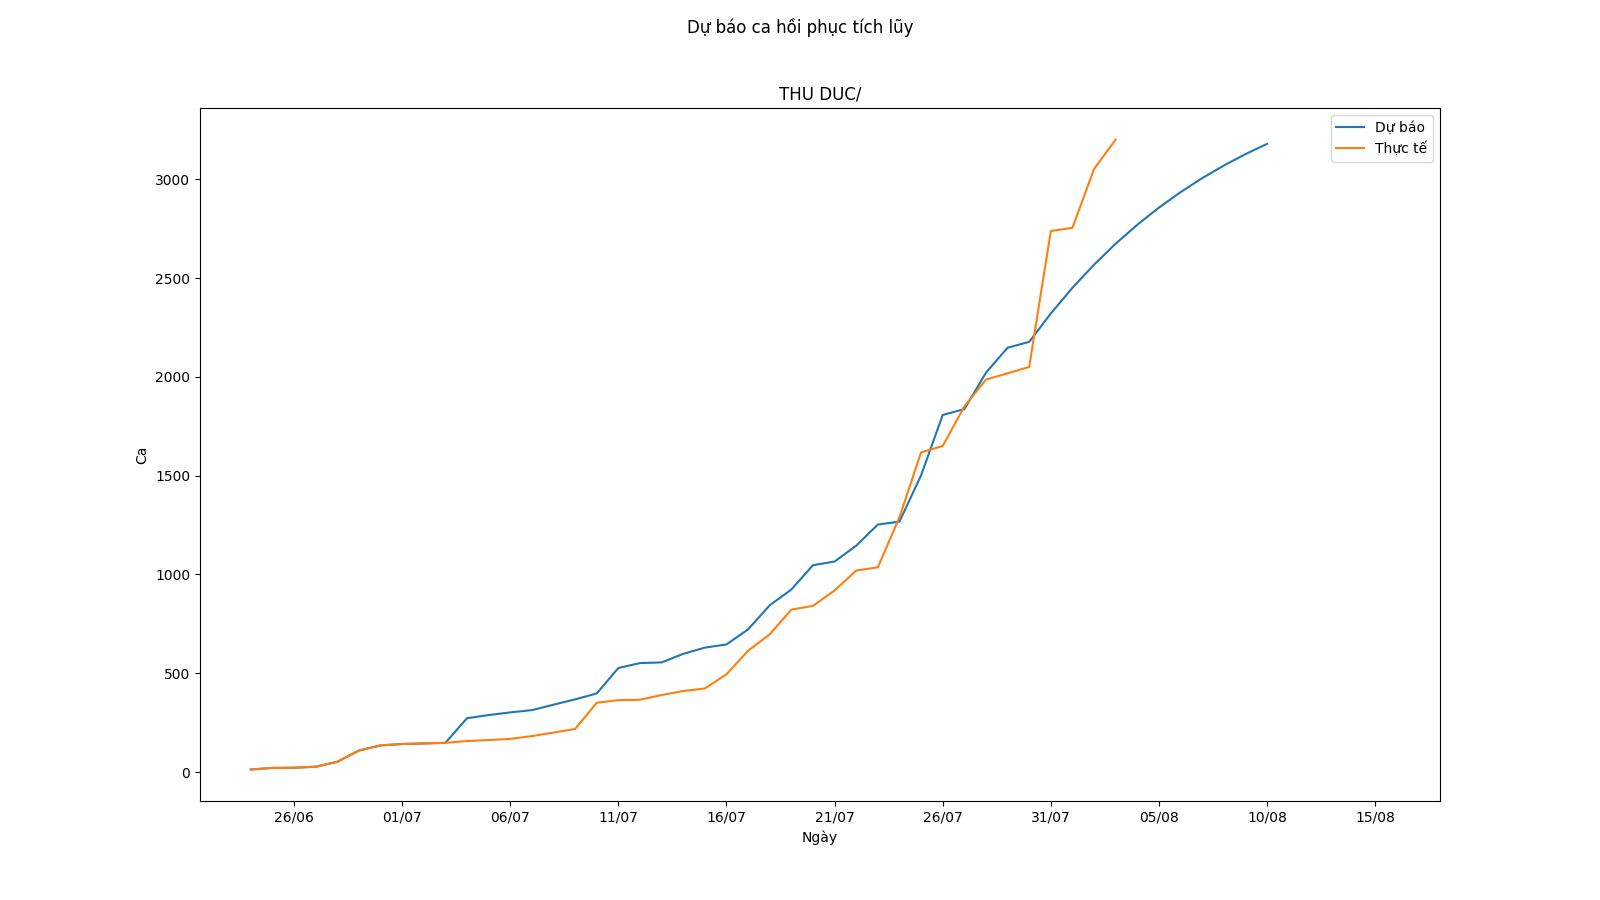 Dự báo ca hồi phục tích lũy
THU DUC/
Dự báo
Thực tế
3000
2500
2000
1500
1000
500
0
Ca
26/06 01/07 06/07 11/07 16/07 21/07 26/07 31/07 05/08 10/08 15/08
Ngày